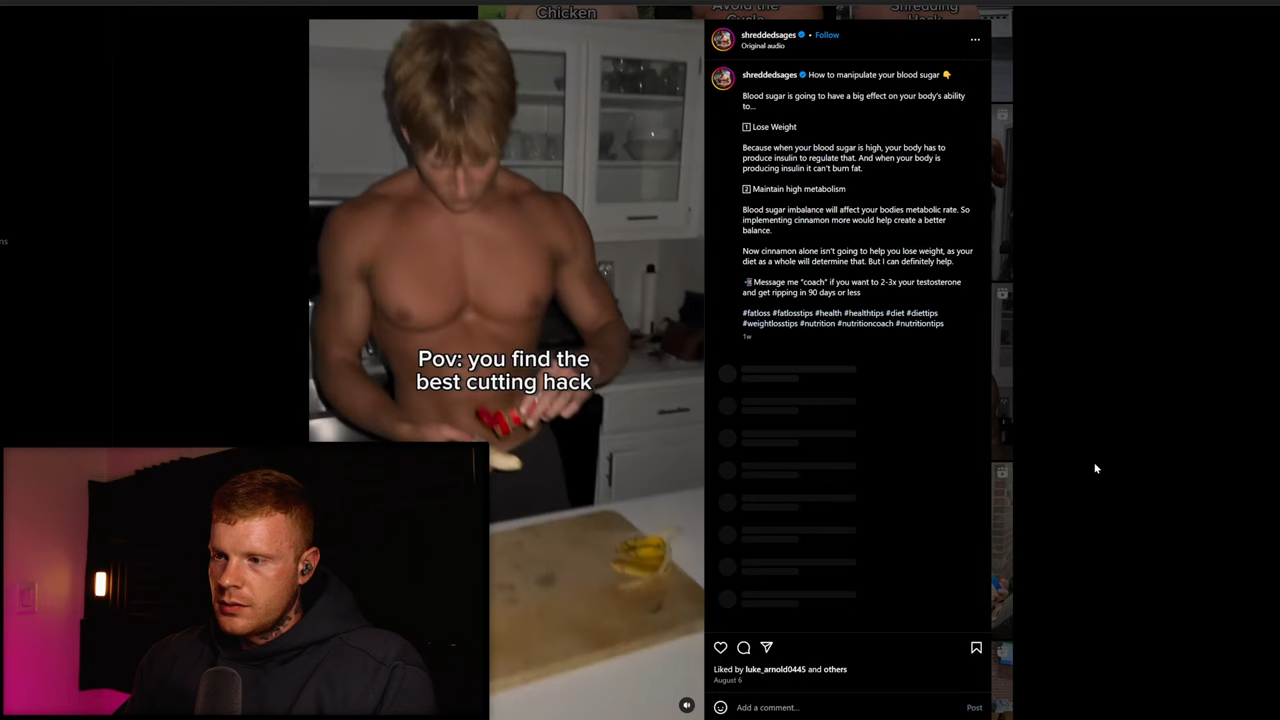 Chicken
Avoid the
Cycle
Shredding
Hack
shreddedsages • Follow
Original audio
shreddedsages How to manipulate your blood sugar 👇
Blood sugar is going to have a big effect on your body's ability
to...
1 Lose Weight
Because when your blood sugar is high, your body has to
produce insulin to regulate that. And when your body is
producing insulin it can't burn fat.
2 Maintain high metabolism
Blood sugar imbalance will affect your bodies metabolic rate. So
implementing cinnamon more would help create a better
balance.
Now cinnamon alone isn't going to help you lose weight, as your
diet as a whole will determine that. But I can definitely help.
📲 Message me "coach" if you want to 2-3x your testosterone
and get ripping in 90 days or less
#fatloss #fatlosstips #health #healthtips #diet #diettips
#weightlosstips #nutrition #nutritioncoach #nutritiontips
1w
Pov: you find the
best cutting hack
Liked by luke_arnold0445 and others
August 6
Add a comment...
Post